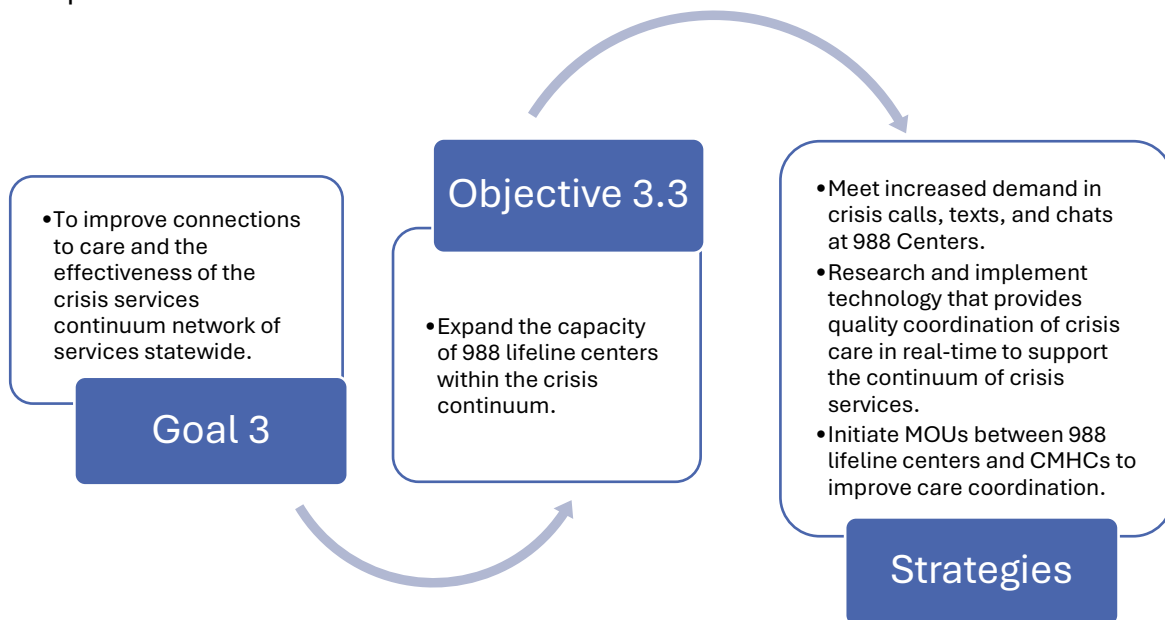 •To improve connections
to care and the
effectiveness of the
crisis services
continuum network of
services statewide.
Goal 3
Objective 3.3
•Expand the capacity
of 988 lifeline centers
within the crisis
continuum.
•Meet increased demand in
crisis calls, texts, and chats
at 988 Centers.
•Research and implement
technology that provides
quality coordination of crisis
care in real-time to support
the continuum of crisis
services.
•Initiate MOUs between 988
lifeline centers and CMHCs to
improve care coordination.
Strategies